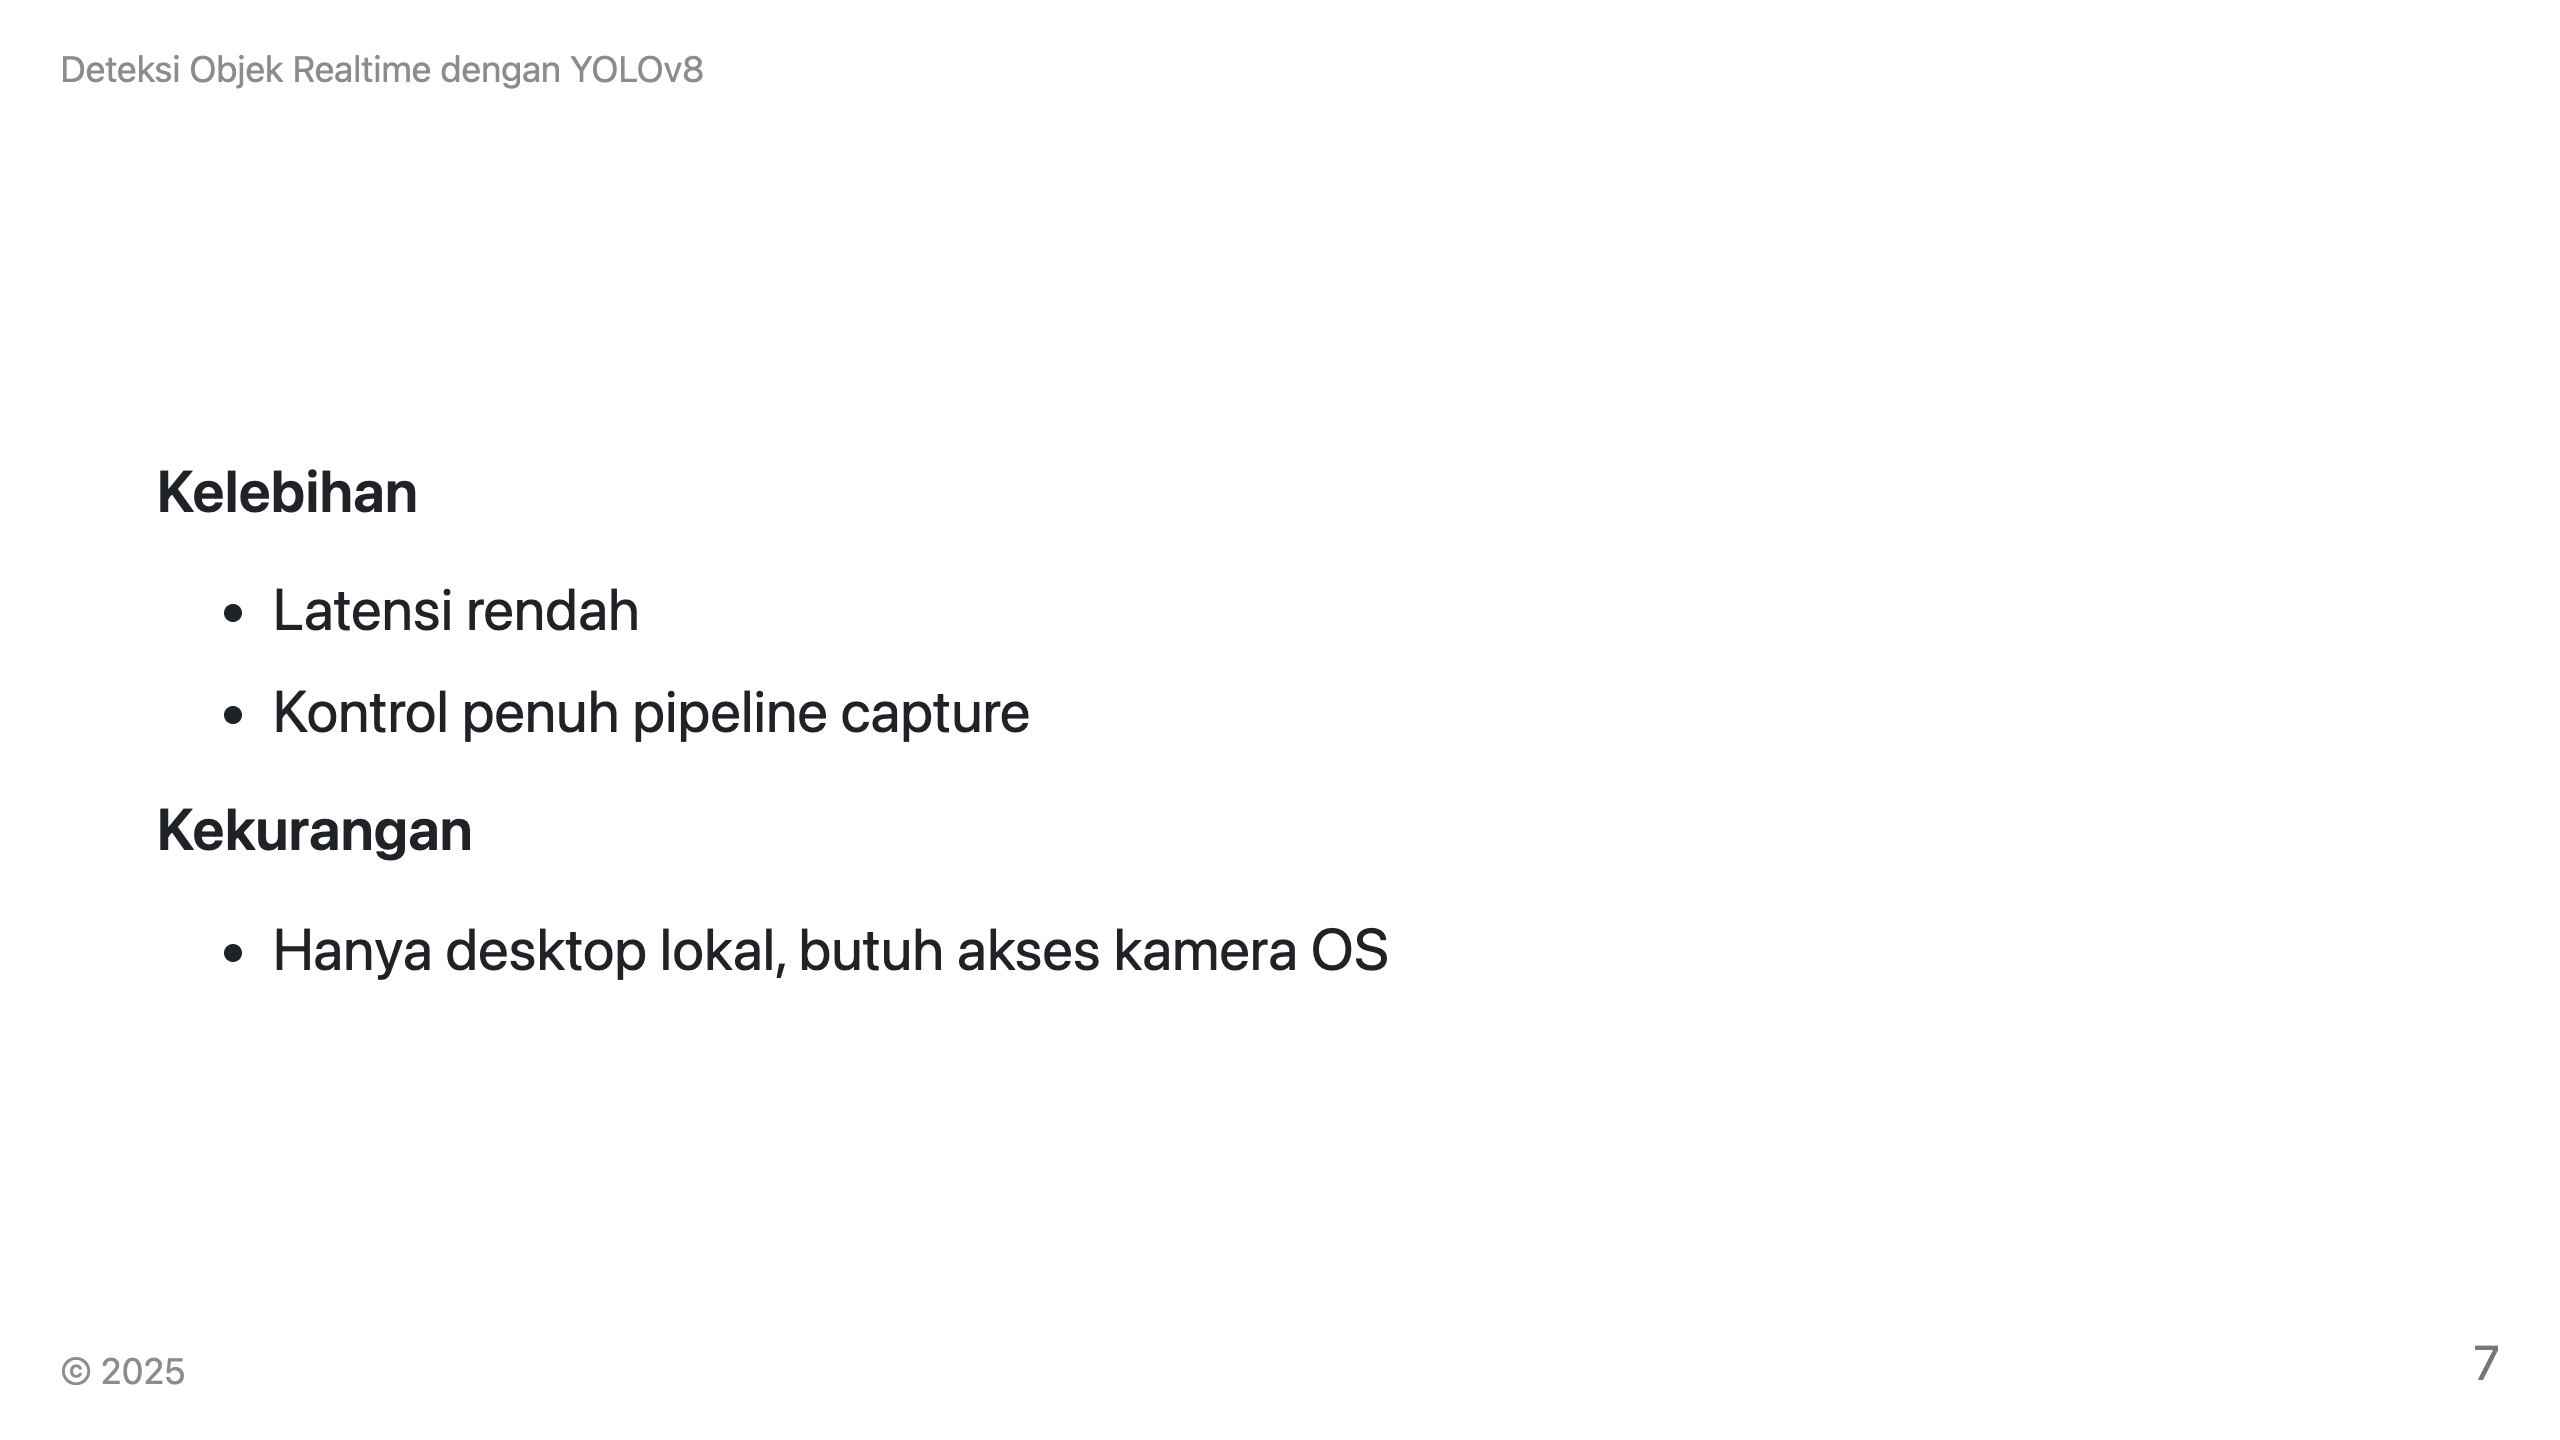 Deteksi Objek Realtime dengan YOLOv8
Kelebihan
• Latensi rendah
• Kontrol penuh pipeline capture
Kekurangan
• Hanya desktop lokal, butuh akses kamera OS
© 2025
7